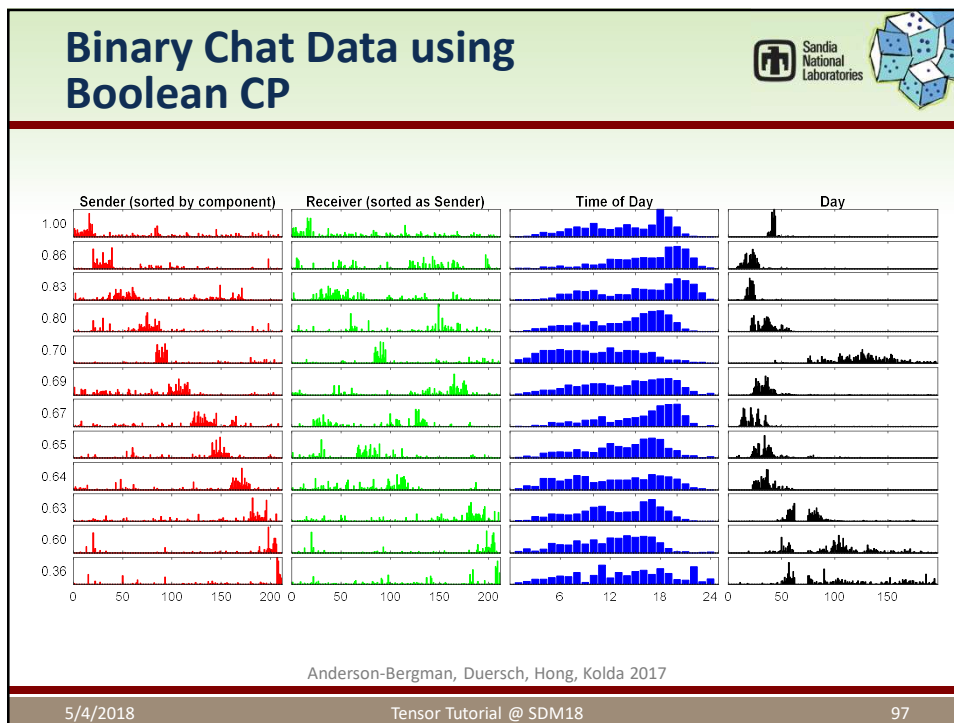 Binary Chat Data using
Boolean CP
Sandia
National
Laboratories
Sender (sorted by component)
Receiver (sorted as Sender)
Time of Day
Day
1.00
0.86
0.83
0.80
0.70
0.69
0.67
0.65
0.64
0.63
0.60
0.36
0 50 100 150 200
0 50 100 150 200
6 12 18 24
0 50 100 150
Anderson-Bergman, Duersch, Hong, Kolda 2017
5/4/2018
Tensor Tutorial @ SDM18
97